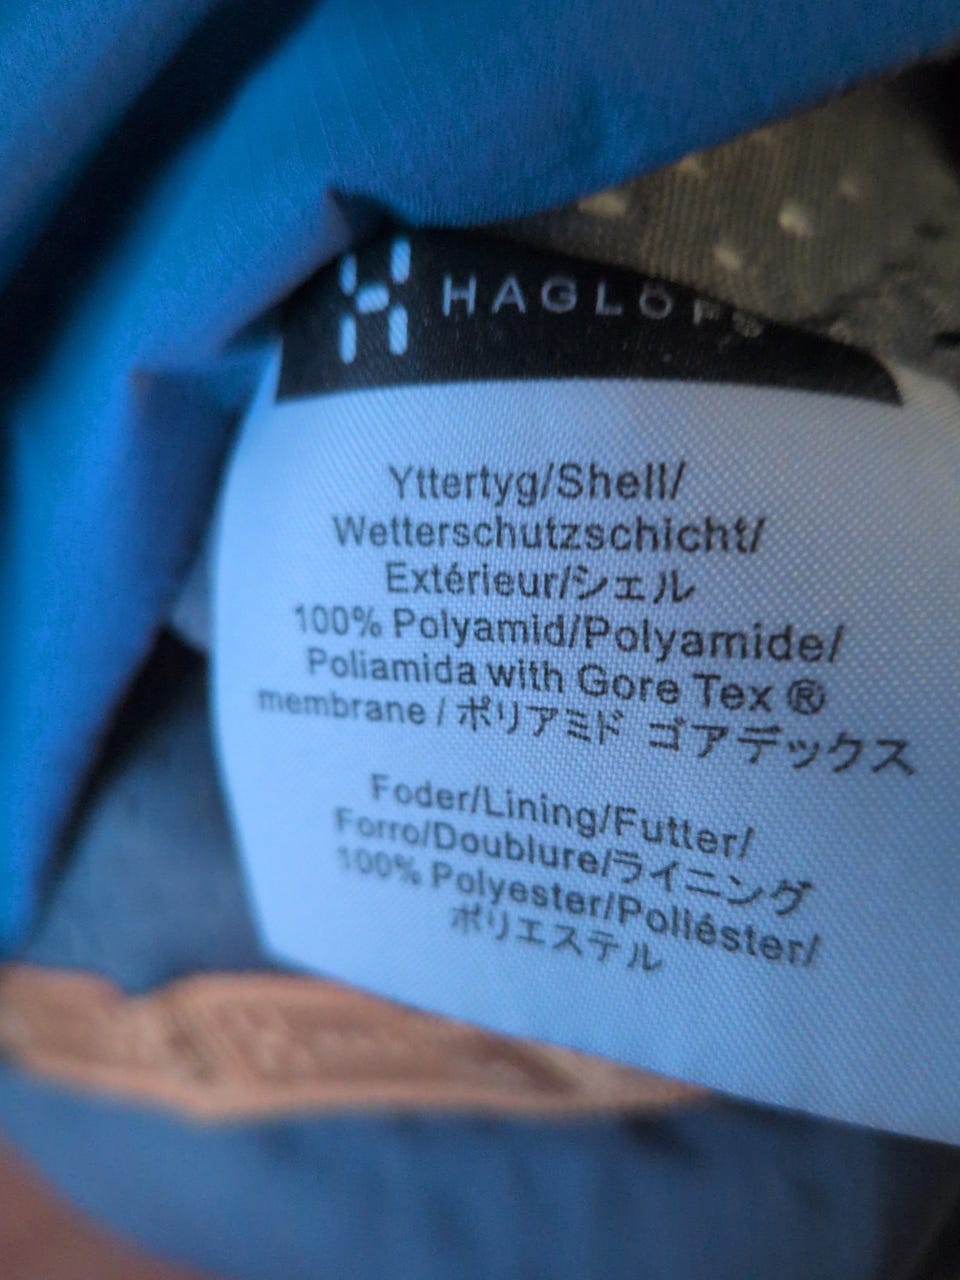 HAGLÖFS
Yttertyg/Shell/
Wetterschutzschicht/
Extérieur/シェル
100% Polyamid/Polyamide/
Poliamida with Gore Tex ®
membrane / ポリアミド ゴアデックス
Foder/Lining/Futter/
Forro/Doublure/ライニング
100% Polyester/Poliéster/
ポリエステル